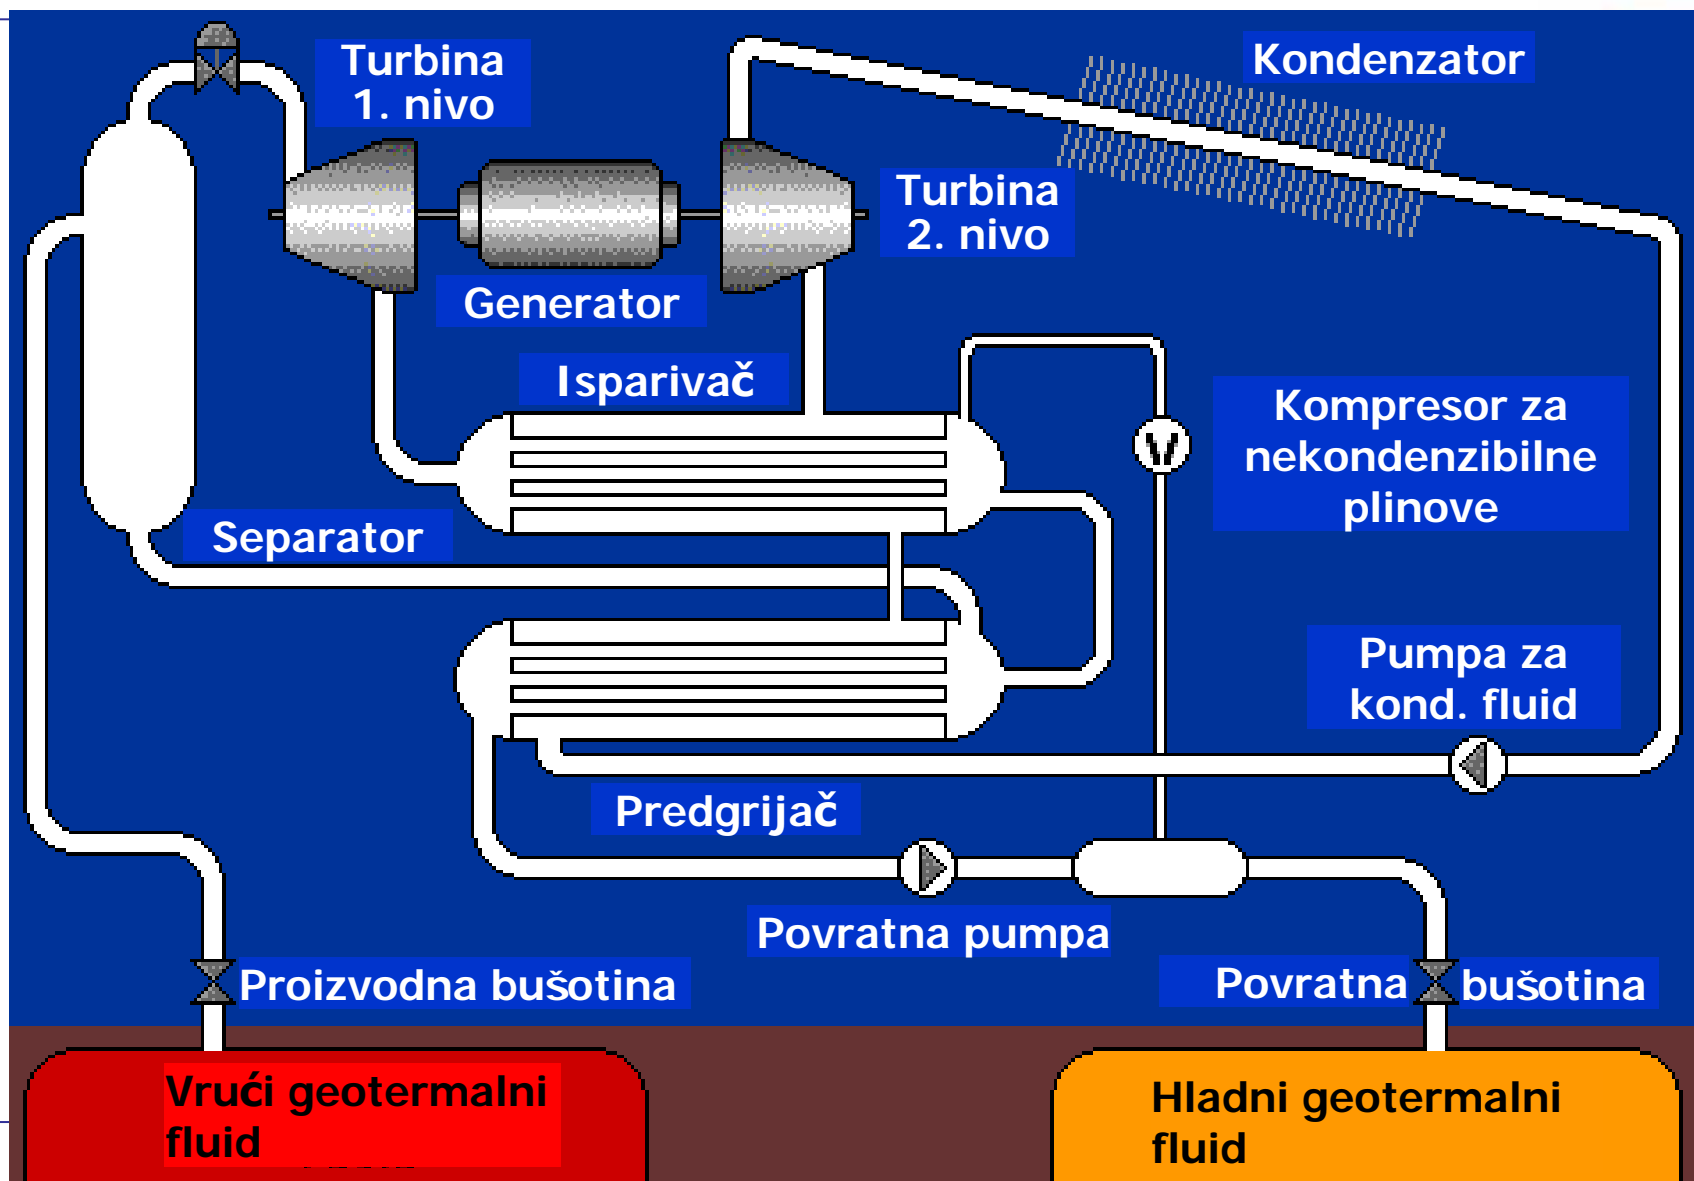 Turbina
1. nivo
Kondenzator
Turbina
2. nivo
Generator
Isparivač
Kompresor za
nekondenzibilne
plinove
V
Separator
Pumpa za
kond. fluid
Predgrijač
Povratna pumpa
Proizvodna bušotina
Povratna bušotina
Vrući geotermalni
fluid
Hladni geotermalni
fluid